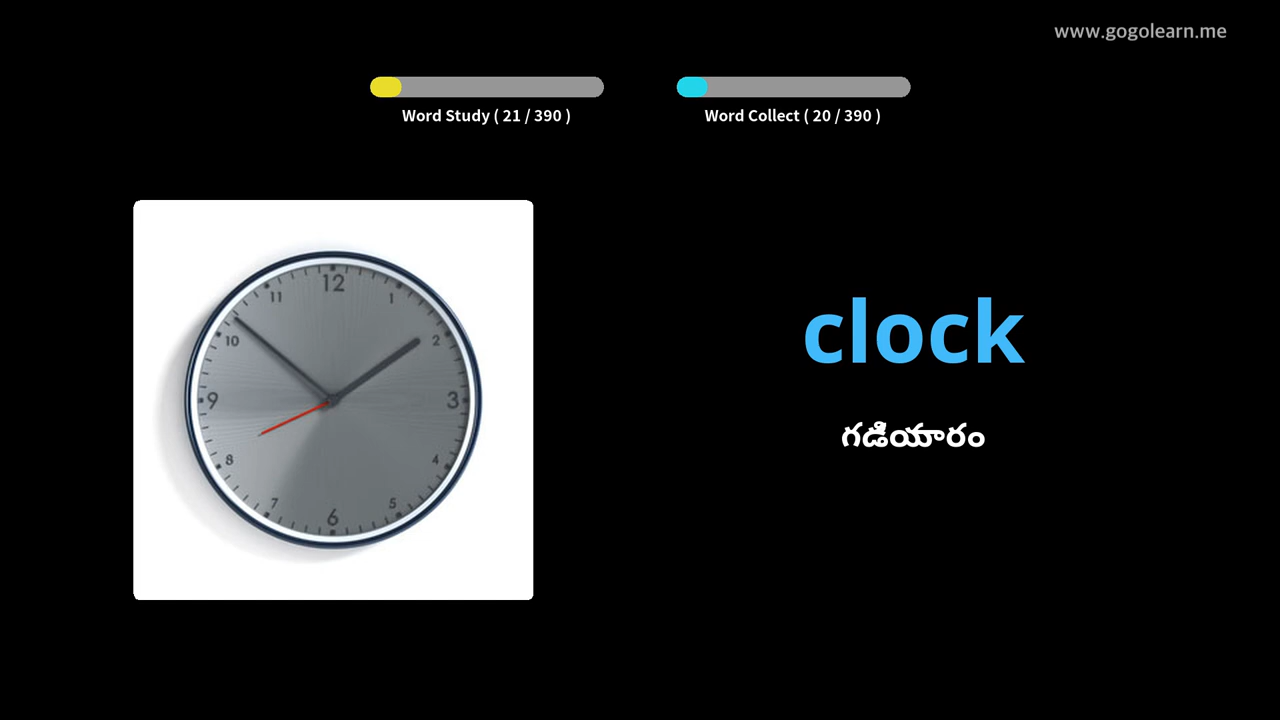 www.gogolearn.me
Word Study ( 21 / 390 )
Word Collect ( 20 / 390 )
12
11
1
10
2
9
3
8
4
7
5
6
clock
గడియారం